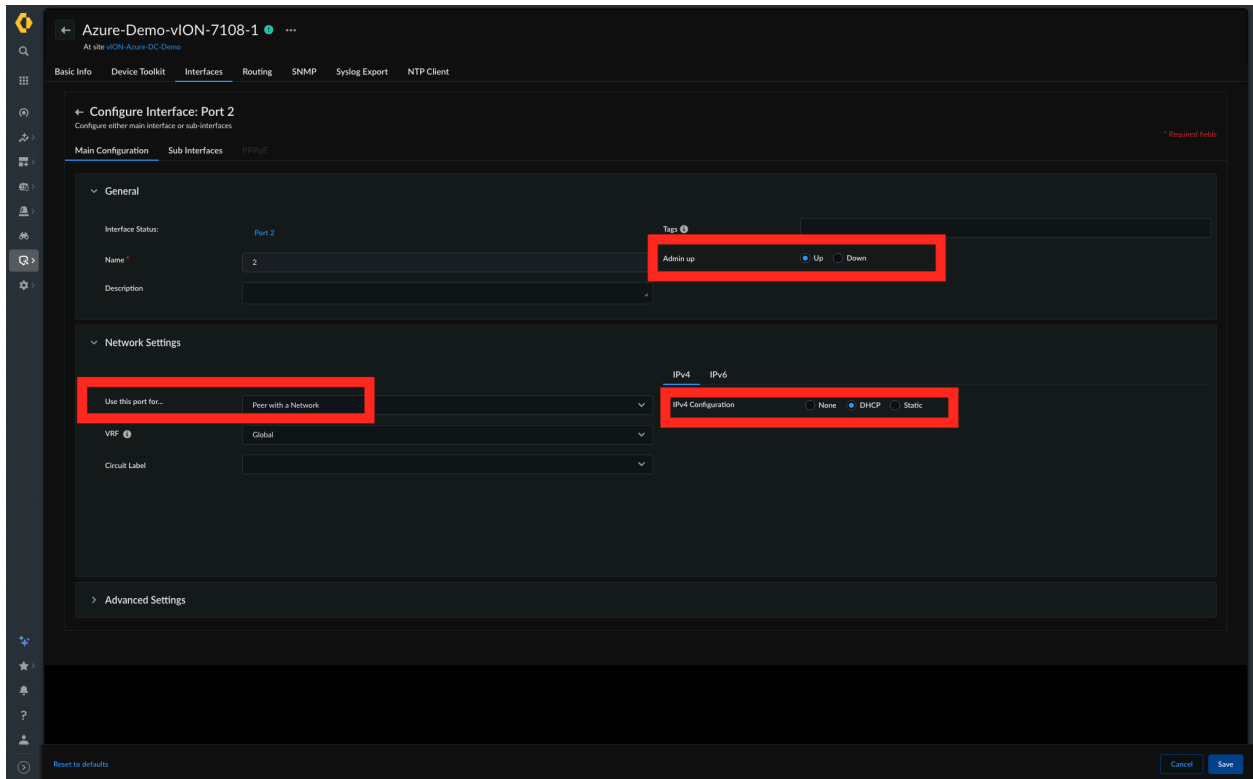 Azure-Demo-vION-7108-1
At site vION-Azure-DC-Demo
Basic Info Device Toolkit Interfaces Routing SNMP Syslog Export NTP Client
Configure Interface: Port 2
Configure either main interface or sub-interfaces
* Required fields
Main Configuration Sub Interfaces PPPoE
General
Interface Status: Port 2
Tags
Name * 2
Admin up Up Down
Description
Network Settings
IPv4 IPv6
Use this port for... Peer with a Network
IPv4 Configuration None DHCP Static
VRF Global
Circuit Label
Advanced Settings
Reset to defaults
Cancel Save